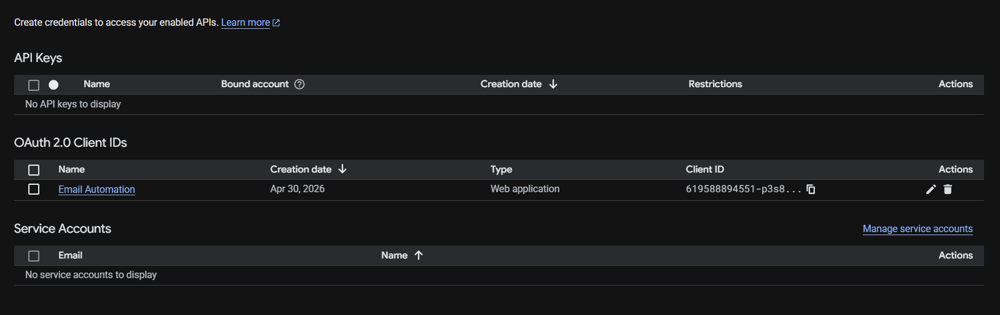 Create credentials to access your enabled APIs. Learn more
API Keys
Name Bound account Creation date Restrictions Actions
No API keys to display
OAuth 2.0 Client IDs
Name Creation date Type Client ID Actions
Email Automation Apr 30, 2026 Web application 619588894551-p3s8...
Service Accounts Manage service accounts
Email Name Actions
No service accounts to display